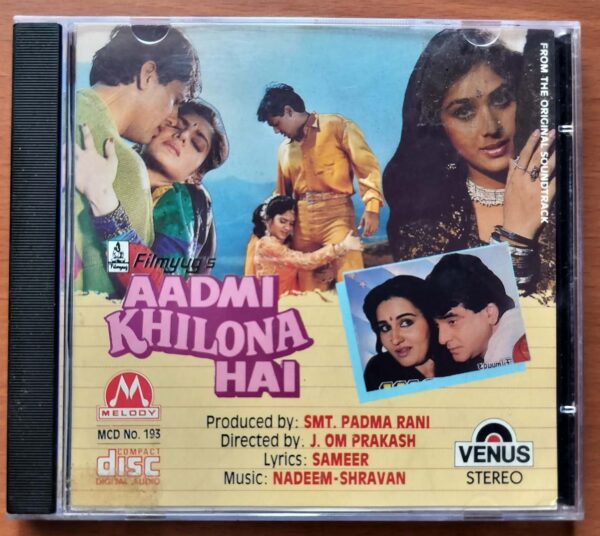 FROM THE ORIGINAL SOUNDTRACK
Filmyug's
AADMI
KHILONA
HAI
MELODY
MCD No. 193
COMPACT
disc
DIGITAL AUDIO
Produced by: SMT. PADMA RANI
Directed by: J. OM PRAKASH
Lyrics: SAMEER
Music: NADEEM-SHRAVAN
VENUS
STEREO